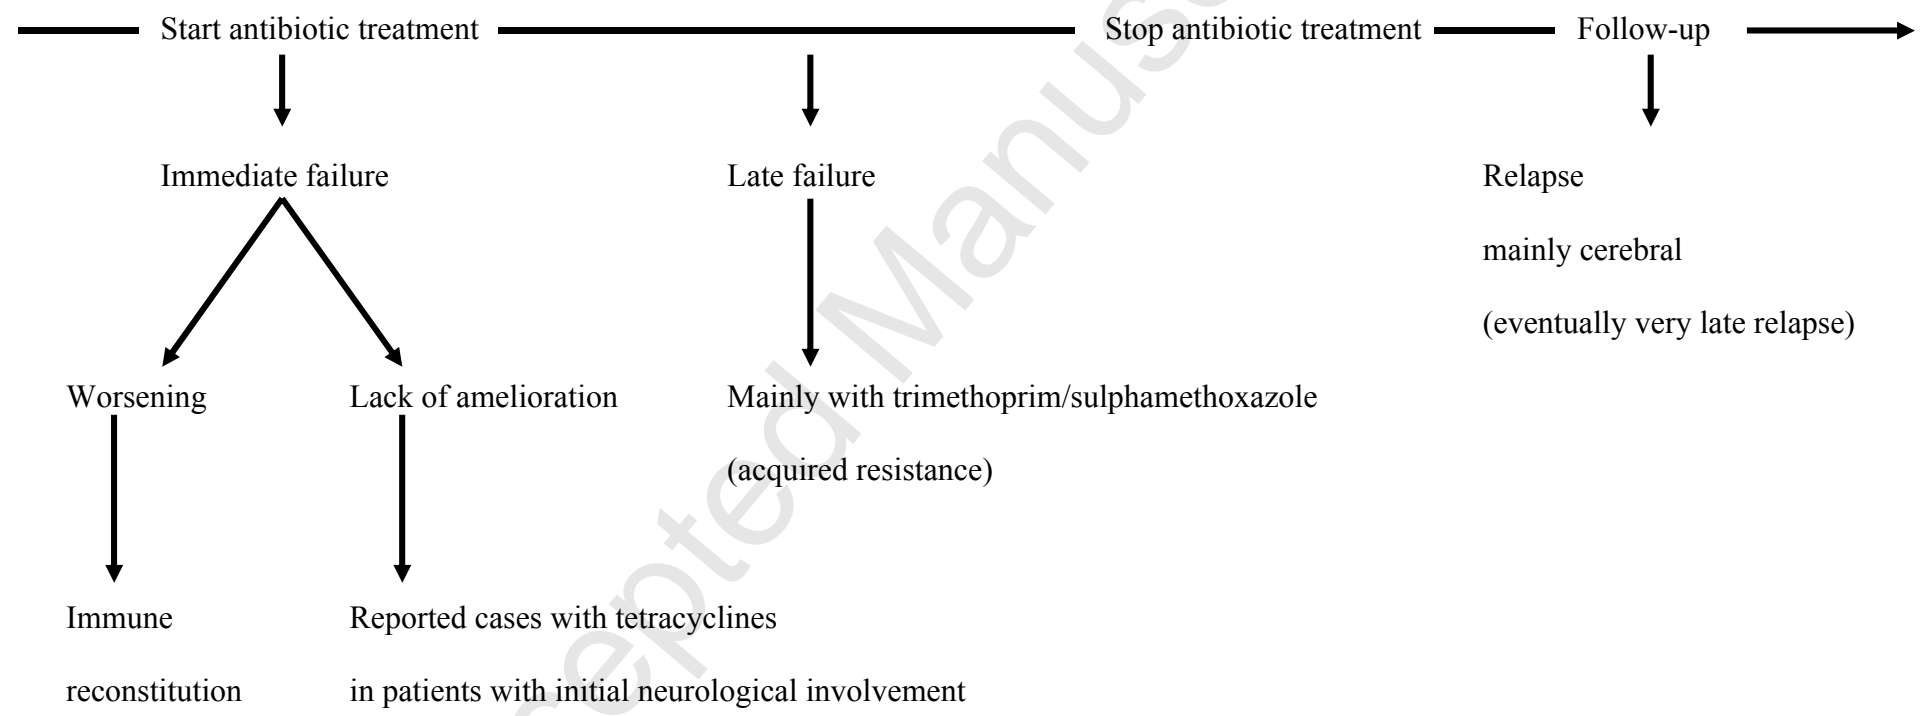 Start antibiotic treatment
Stop antibiotic treatment
Follow-up
Immediate failure
Late failure
Relapse
mainly cerebral
(eventually very late relapse)
Worsening
Lack of amelioration
Mainly with trimethoprim/sulphamethoxazole
(acquired resistance)
Immune
reconstitution
Reported cases with tetracyclines
in patients with initial neurological involvement